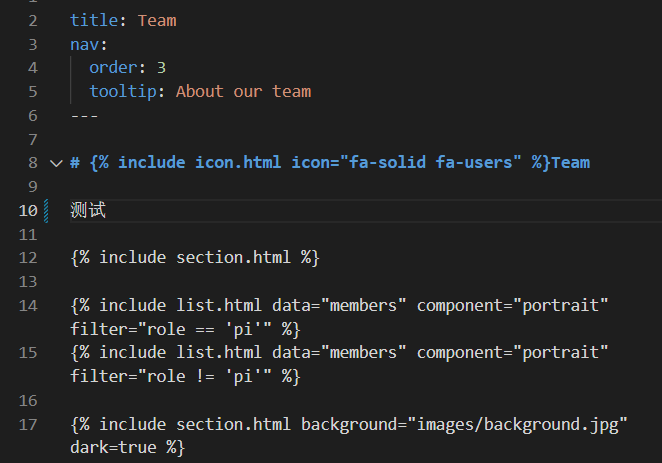 2 title: Team
3 nav:
4   order: 3
5   tooltip: About our team
6 ---
7
8 # {% include icon.html icon="fa-solid fa-users" %}Team
9
10 测试
11
12 {% include section.html %}
13
14 {% include list.html data="members" component="portrait"
filter="role == 'pi'" %}
15 {% include list.html data="members" component="portrait"
filter="role != 'pi'" %}
16
17 {% include section.html background="images/background.jpg"
dark=true %}